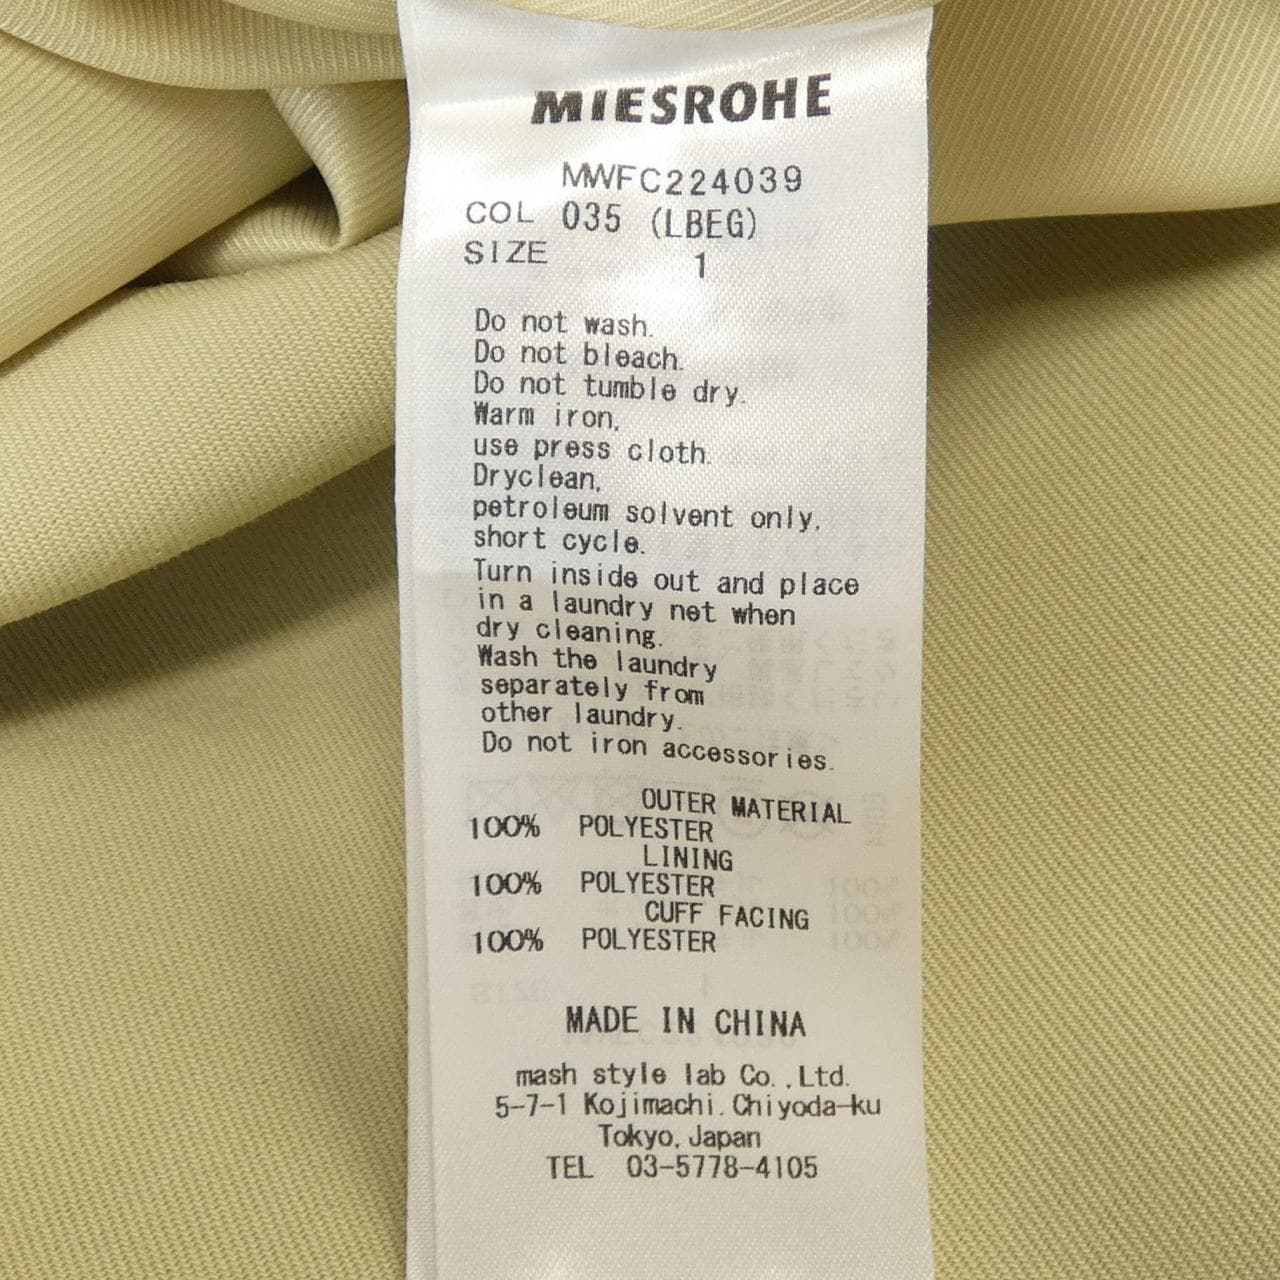 MIESROHE
MWFC224039
COL 035 (LBEG)
SIZE 1
Do not wash.
Do not bleach.
Do not tumble dry.
Warm iron,
use press cloth.
Dryclean,
petroleum solvent only,
short cycle.
Turn inside out and place
in a laundry net when
dry cleaning.
Wash the laundry
separately from
other laundry.
Do not iron accessories.
OUTER MATERIAL
100% POLYESTER
LINING
100% POLYESTER
CUFF FACING
100% POLYESTER
MADE IN CHINA
mash style lab Co.,Ltd.
5-7-1 Kojimachi.Chiyoda-ku
Tokyo,Japan
TEL 03-5778-4105